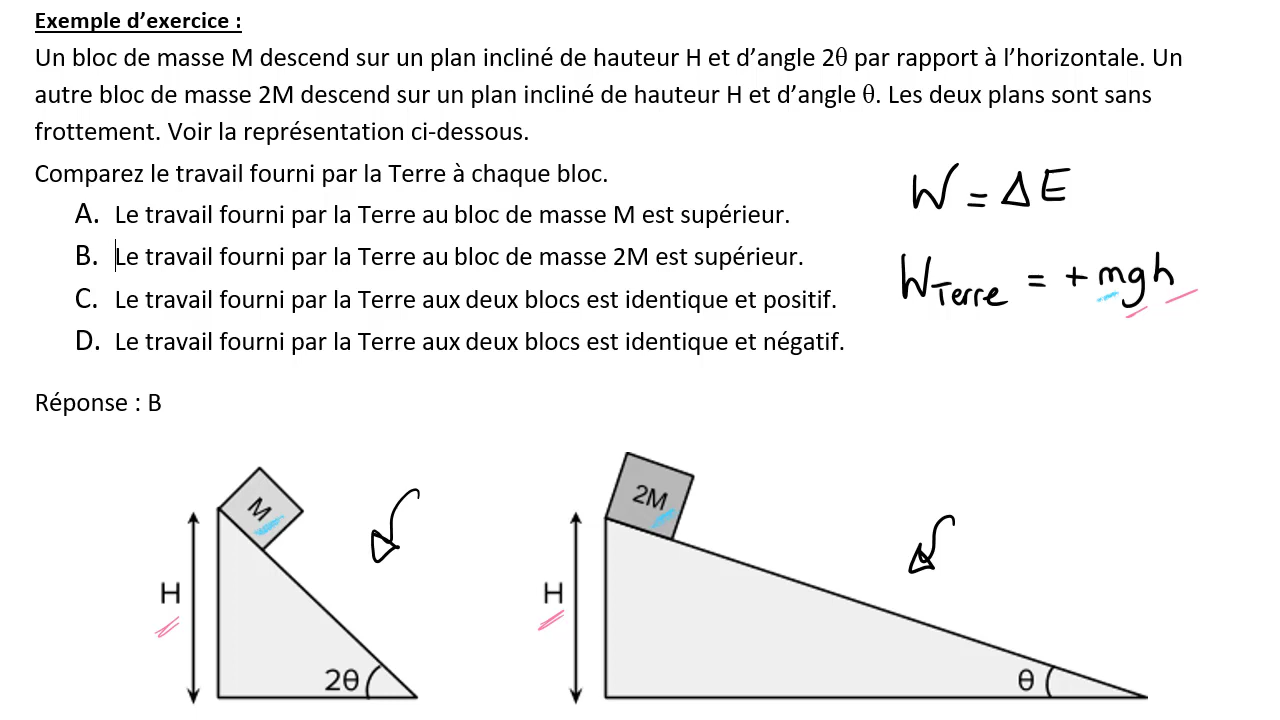 Exemple d’exercice :
Un bloc de masse M descend sur un plan incliné de hauteur H et d’angle 2θ par rapport à l’horizontale. Un
autre bloc de masse 2M descend sur un plan incliné de hauteur H et d’angle θ. Les deux plans sont sans
frottement. Voir la représentation ci-dessous.
Comparez le travail fourni par la Terre à chaque bloc.
A. Le travail fourni par la Terre au bloc de masse M est supérieur.
B. Le travail fourni par la Terre au bloc de masse 2M est supérieur.
C. Le travail fourni par la Terre aux deux blocs est identique et positif.
D. Le travail fourni par la Terre aux deux blocs est identique et négatif.
W = ΔE
W Terre = + mgh
Réponse : B
M
H
2θ
2M
H
θ